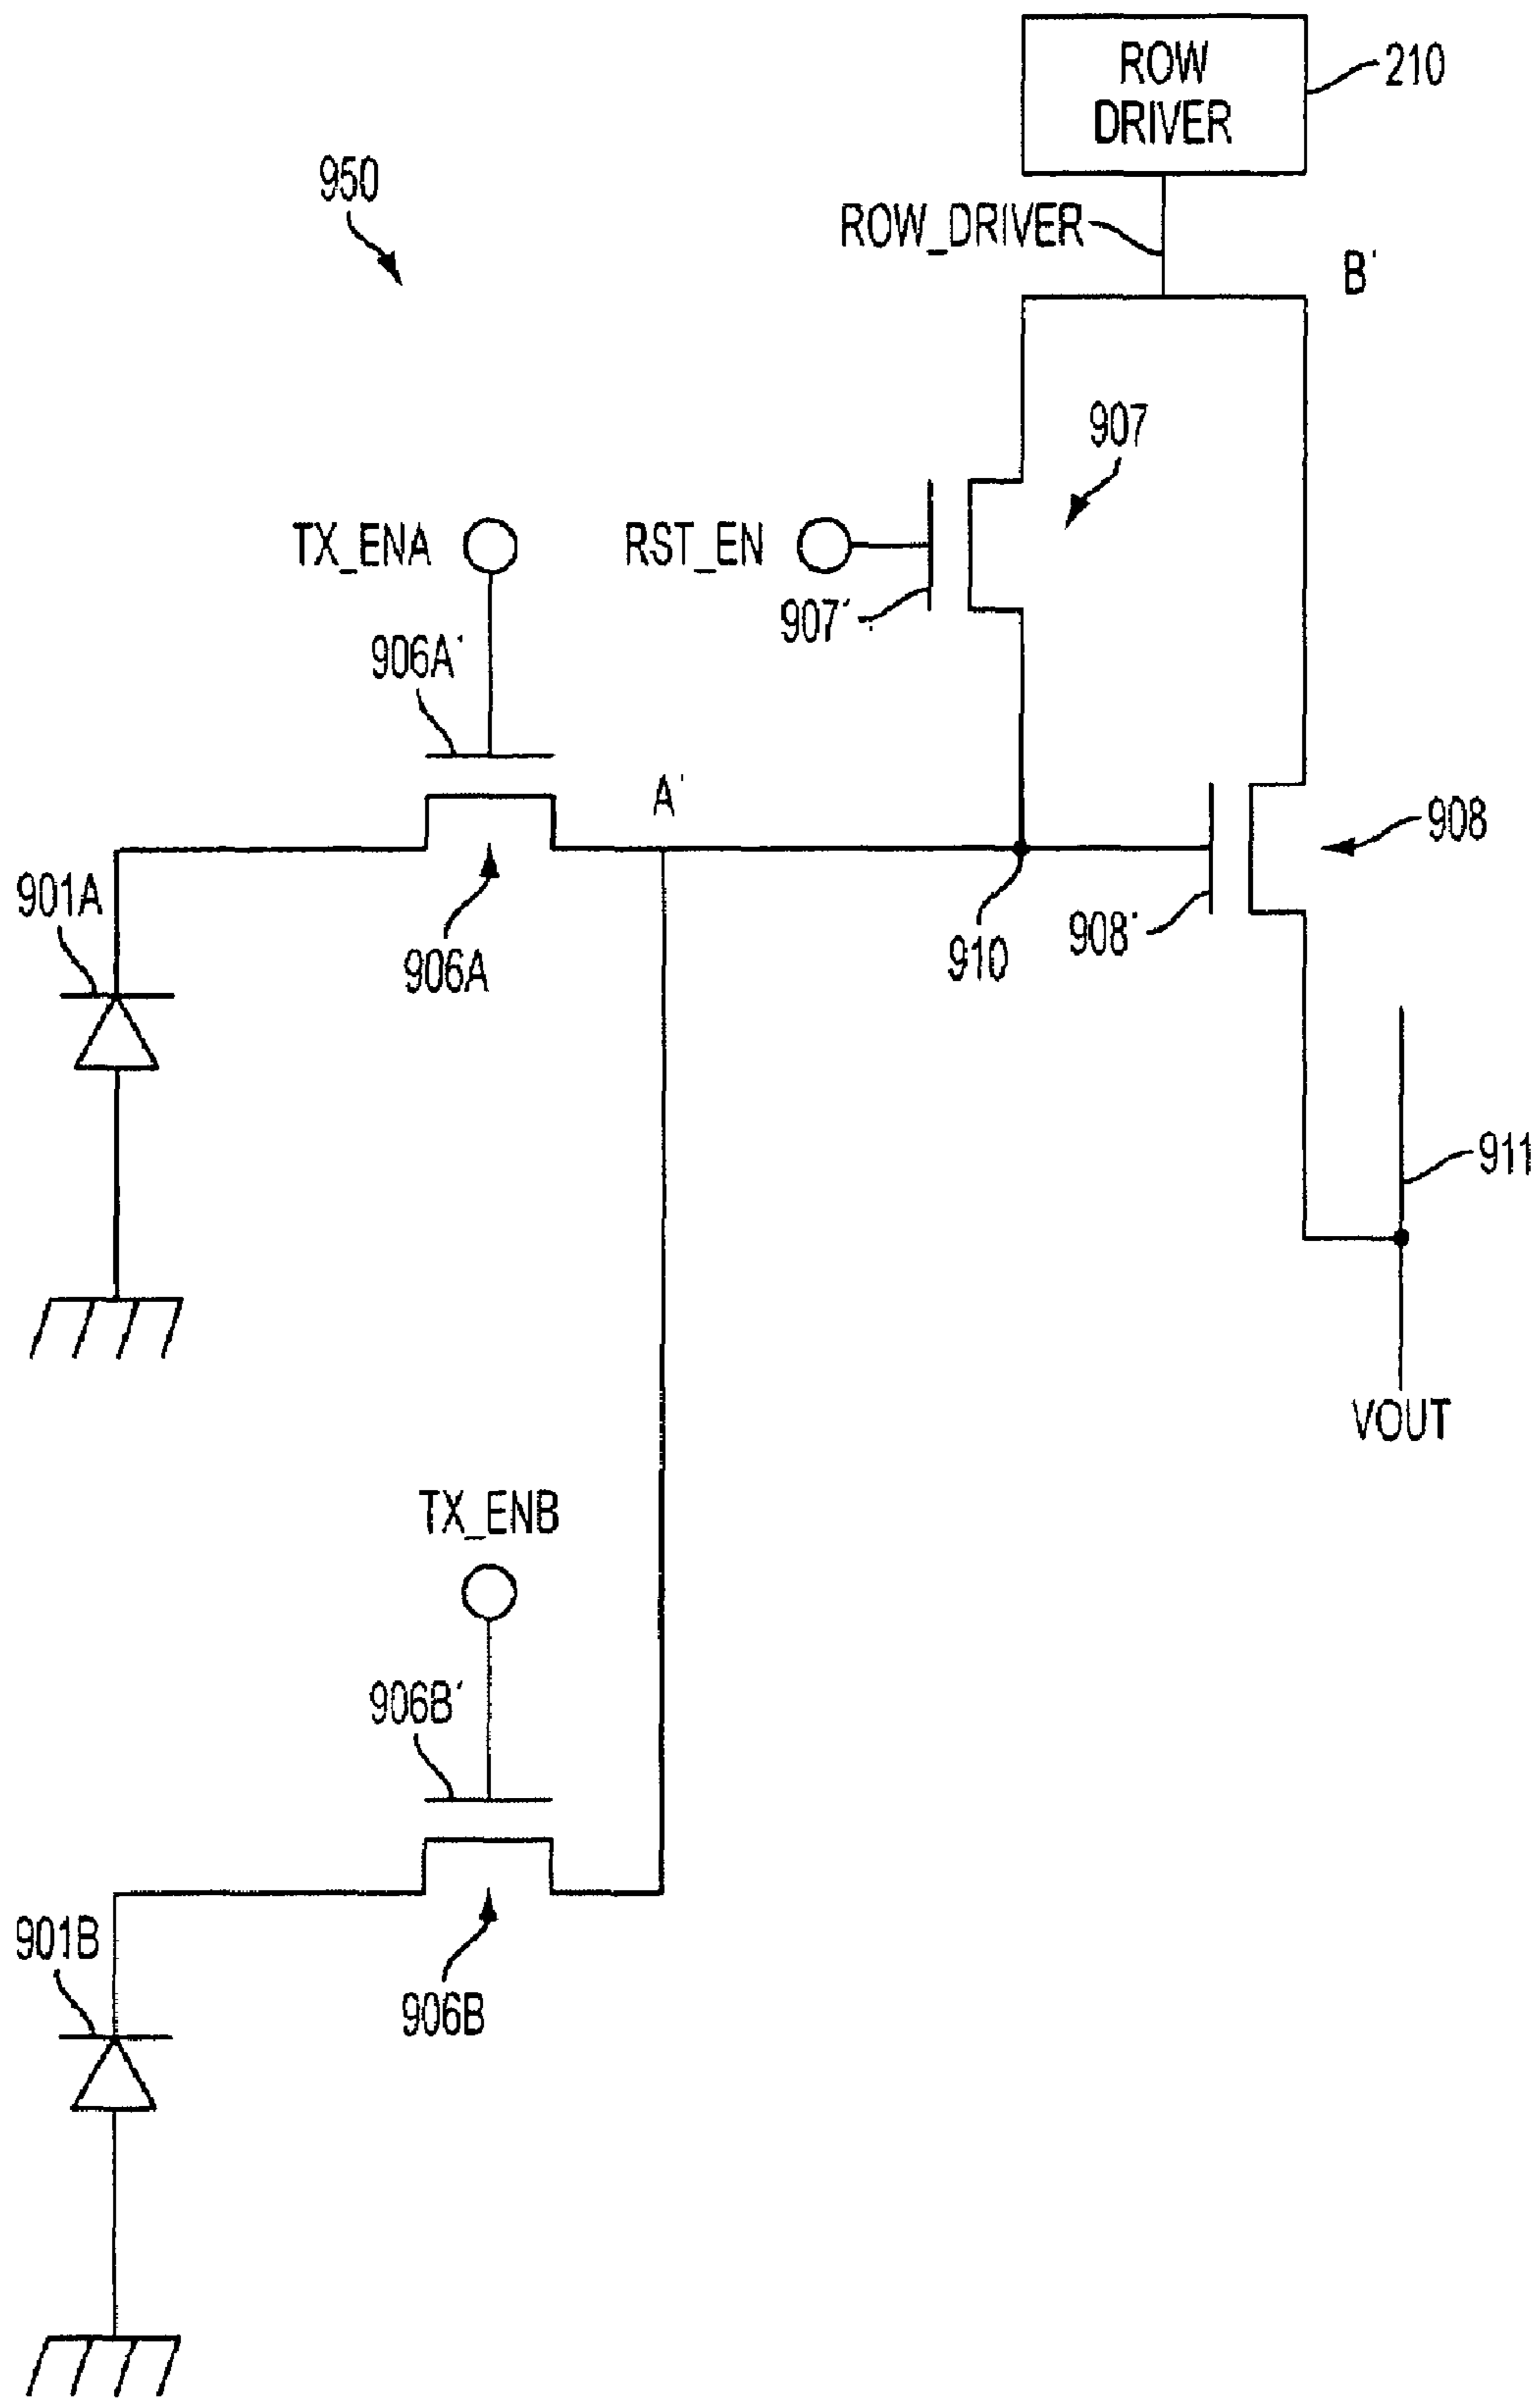 ROW
DRIVER
210
950
ROW_DRIVER
B'
907
TX_ENA
RST_EN
907'
906A'
A'
908
901A
906A
910
908'
911
VOUT
TX_ENB
906B'
901B
906B